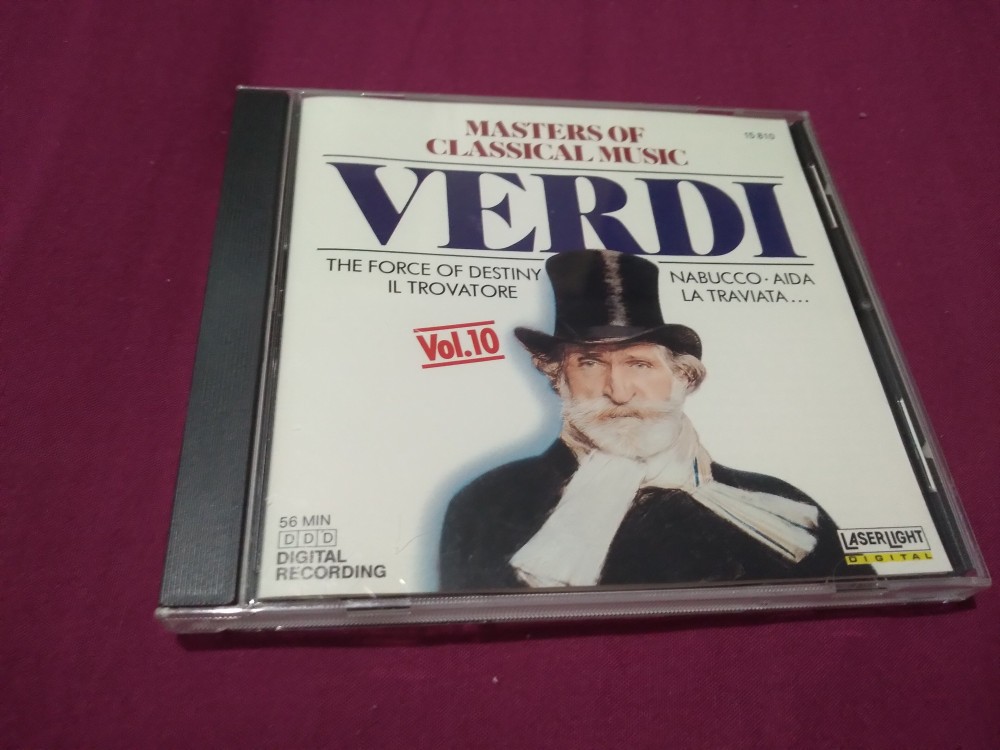 MASTERS OF
CLASSICAL MUSIC
15 810
VERDI
THE FORCE OF DESTINY
IL TROVATORE
NABUCCO · AIDA
LA TRAVIATA...
Vol.10
56 MIN
DDD
DIGITAL
RECORDING
LASERLIGHT
DIGITAL